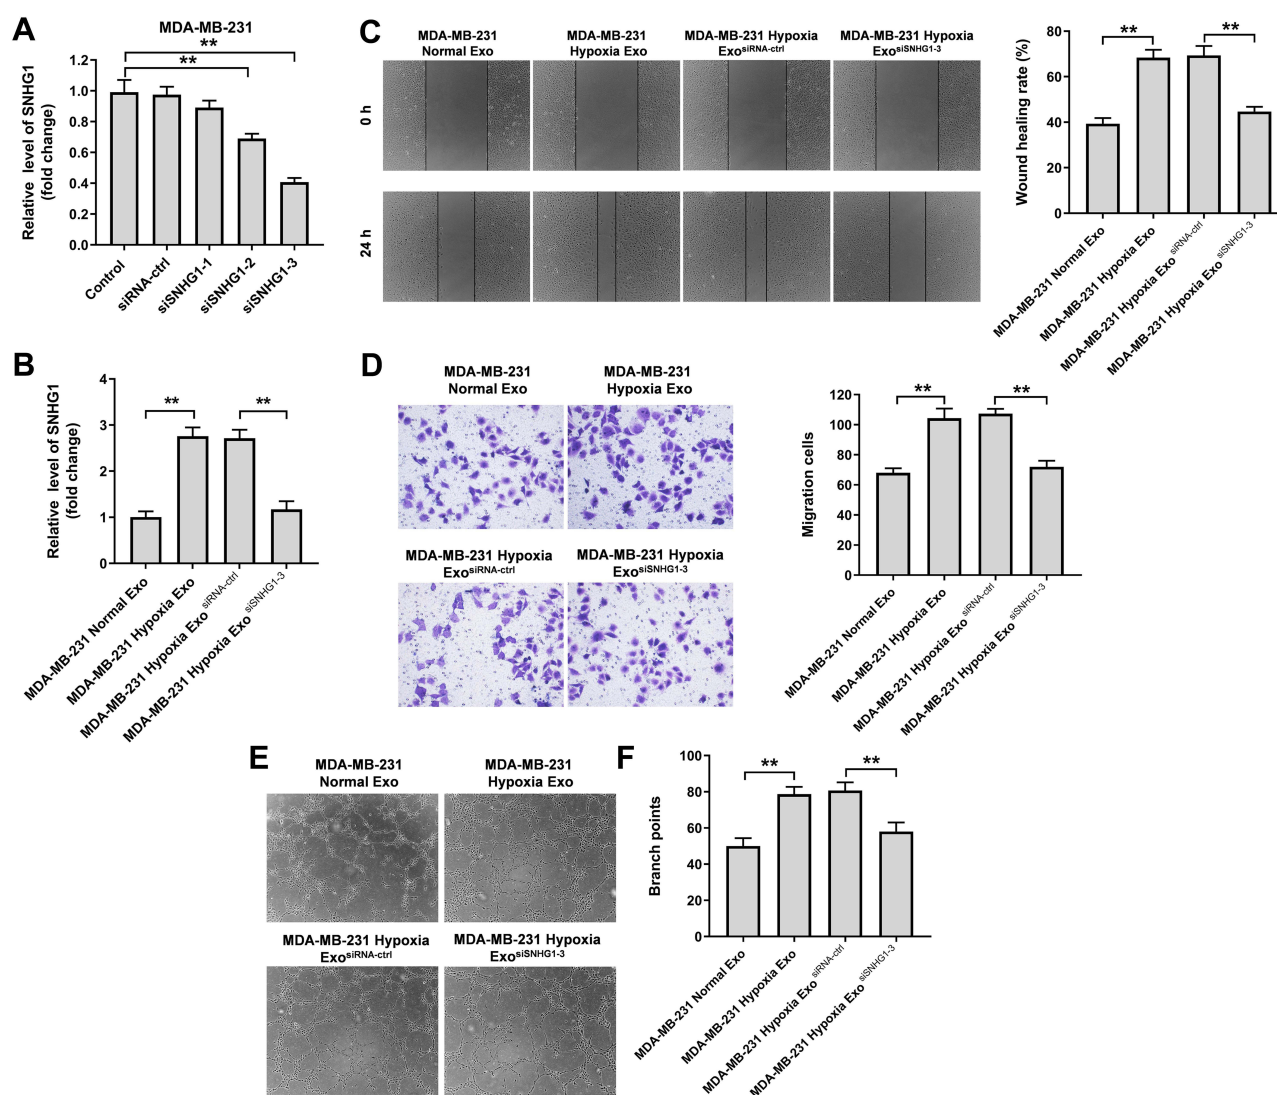 A
MDA-MB-231
**
**
Relative level of SNHG1
(fold change)
1.2
1.0
0.8
0.6
0.4
0.2
0.0
Control
siRNA-ctrl
siSNHG1-1
siSNHG1-2
siSNHG1-3
C
MDA-MB-231
Normal Exo
MDA-MB-231
Hypoxia Exo
MDA-MB-231 Hypoxia
ExosiRNA-ctrl
MDA-MB-231 Hypoxia
ExosiSNHG1-3
0 h
24 h
Wound healing rate (%)
80
60
40
20
0
**
**
MDA-MB-231 Normal Exo
MDA-MB-231 Hypoxia Exo
MDA-MB-231 Hypoxia Exo siRNA-ctrl
MDA-MB-231 Hypoxia Exo siSNHG1-3
B
Relative level of SNHG1
(fold change)
4
3
2
1
0
**
**
MDA-MB-231 Normal Exo
MDA-MB-231 Hypoxia Exo
MDA-MB-231 Hypoxia Exo siRNA-ctrl
MDA-MB-231 Hypoxia Exo siSNHG1-3
D
MDA-MB-231
Normal Exo
MDA-MB-231
Hypoxia Exo
MDA-MB-231 Hypoxia
ExosiRNA-ctrl
MDA-MB-231 Hypoxia
ExosiSNHG1-3
Migration cells
120
100
80
60
40
20
0
**
**
MDA-MB-231 Normal Exo
MDA-MB-231 Hypoxia Exo
MDA-MB-231 Hypoxia Exo siRNA-ctrl
MDA-MB-231 Hypoxia Exo siSNHG1-3
E
MDA-MB-231
Normal Exo
MDA-MB-231
Hypoxia Exo
MDA-MB-231 Hypoxia
ExosiRNA-ctrl
MDA-MB-231 Hypoxia
ExosiSNHG1-3
F
Branch points
100
80
60
40
20
0
**
**
MDA-MB-231 Normal Exo
MDA-MB-231 Hypoxia Exo
MDA-MB-231 Hypoxia Exo siRNA-ctrl
MDA-MB-231 Hypoxia Exo siSNHG1-3